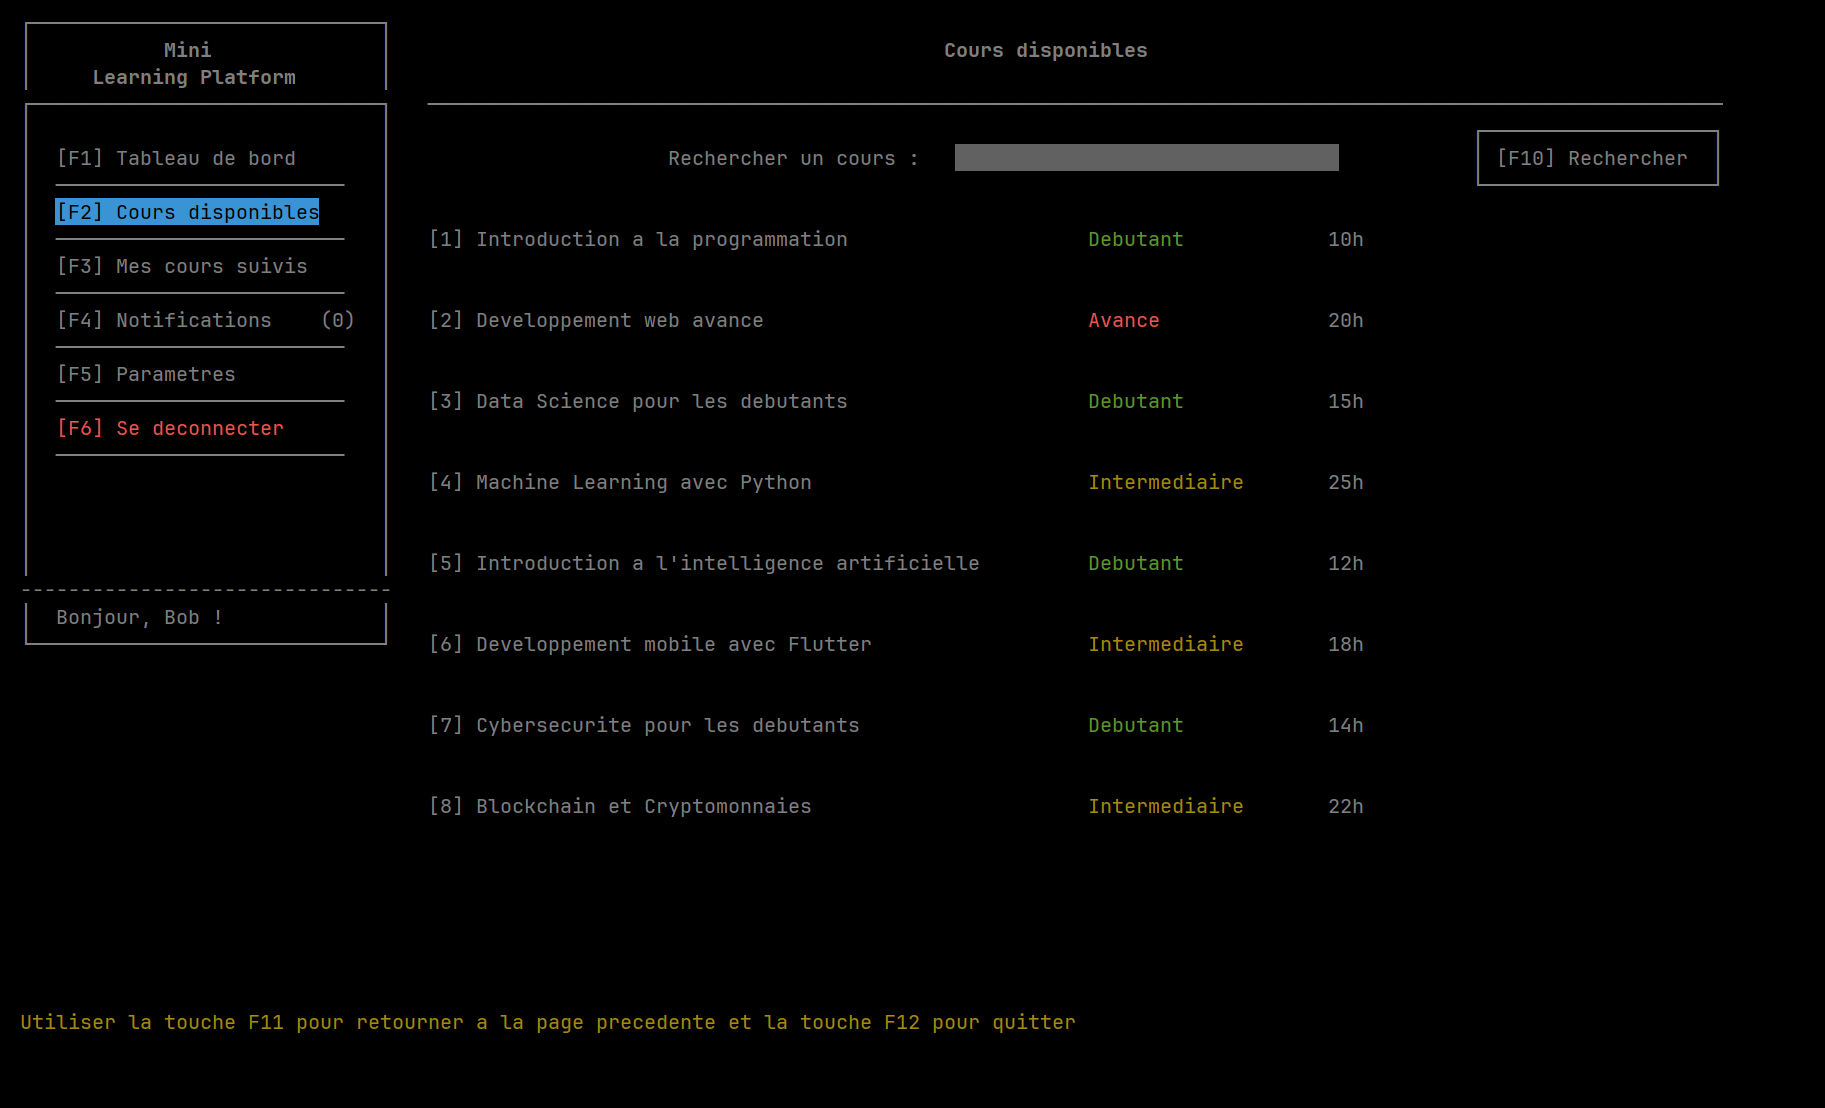 Mini
Learning Platform
[F1] Tableau de bord
[F2] Cours disponibles
[F3] Mes cours suivis
[F4] Notifications (0)
[F5] Parametres
[F6] Se deconnecter
Bonjour, Bob !
Cours disponibles
Rechercher un cours : [F10] Rechercher
[1] Introduction a la programmation Debutant 10h
[2] Developpement web avance Avance 20h
[3] Data Science pour les debutants Debutant 15h
[4] Machine Learning avec Python Intermediaire 25h
[5] Introduction a l'intelligence artificielle Debutant 12h
[6] Developpement mobile avec Flutter Intermediaire 18h
[7] Cybersecurite pour les debutants Debutant 14h
[8] Blockchain et Cryptomonnaies Intermediaire 22h
Utiliser la touche F11 pour retourner a la page precedente et la touche F12 pour quitter